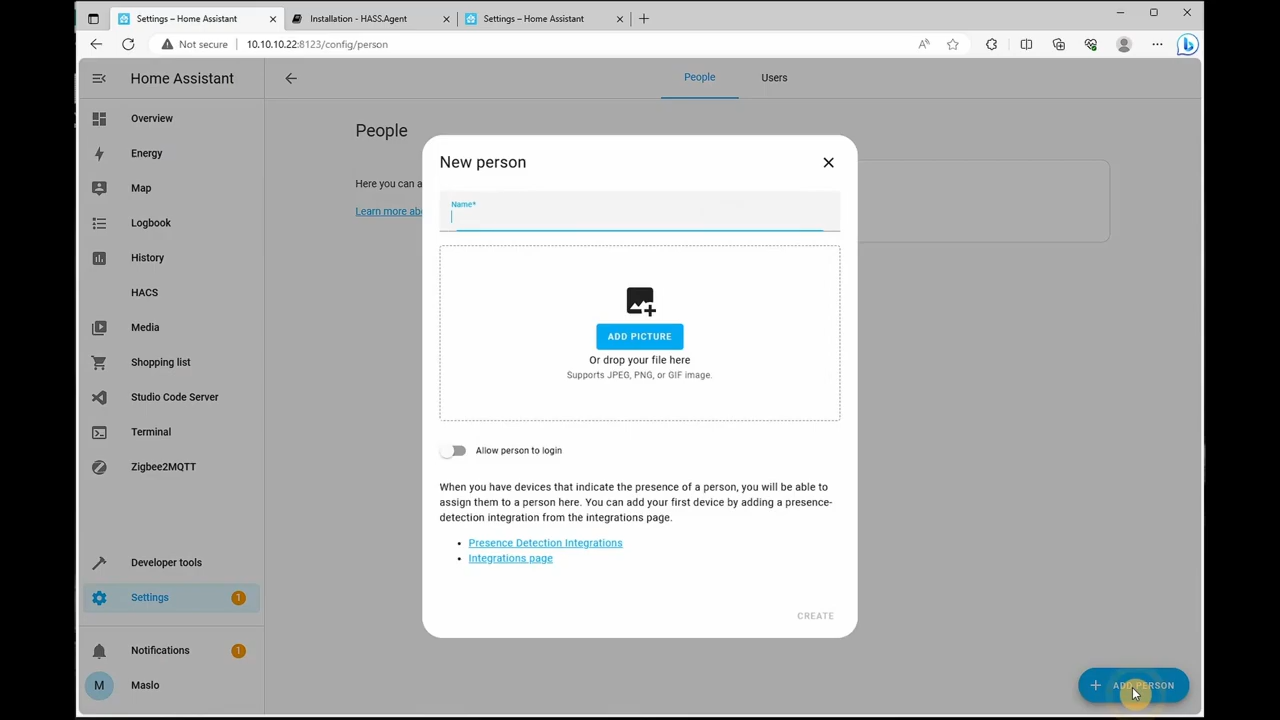 Settings – Home Assistant
Installation - HASS.Agent
Settings – Home Assistant
Not secure
10.10.10.22:8123/config/person
Home Assistant
People
Users
Overview
Energy
Map
Logbook
History
HACS
Media
Shopping list
Studio Code Server
Terminal
Zigbee2MQTT
Developer tools
Settings
1
Notifications
1
M
Maslo
People
Here you can a
Learn more abo
New person
Name*
ADD PICTURE
Or drop your file here
Supports JPEG, PNG, or GIF image.
Allow person to login
When you have devices that indicate the presence of a person, you will be able to
assign them to a person here. You can add your first device by adding a presence-
detection integration from the integrations page.
• Presence Detection Integrations
• Integrations page
CREATE
ADD PERSON